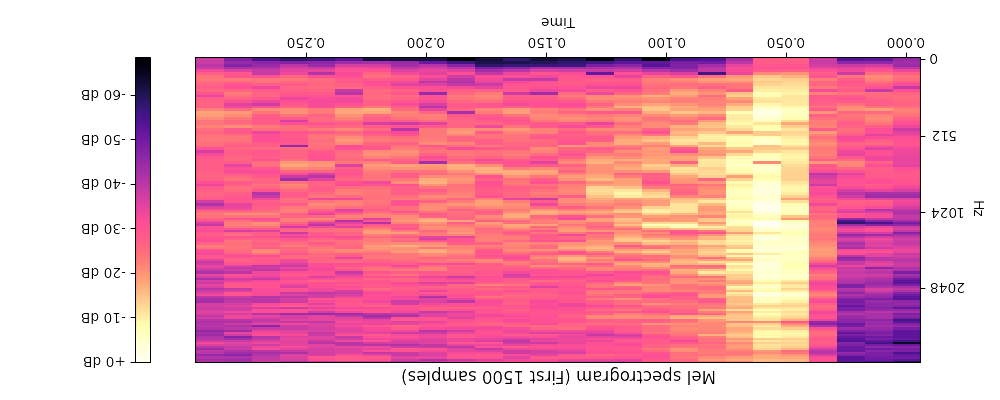 Mel spectrogram (First 1500 samples)
+0 dB
-10 dB
-20 dB
-30 dB
-40 dB
-50 dB
-60 dB
2048
1024
512
0
Hz
0.000
0.050
0.100
0.150
0.200
0.250
Time